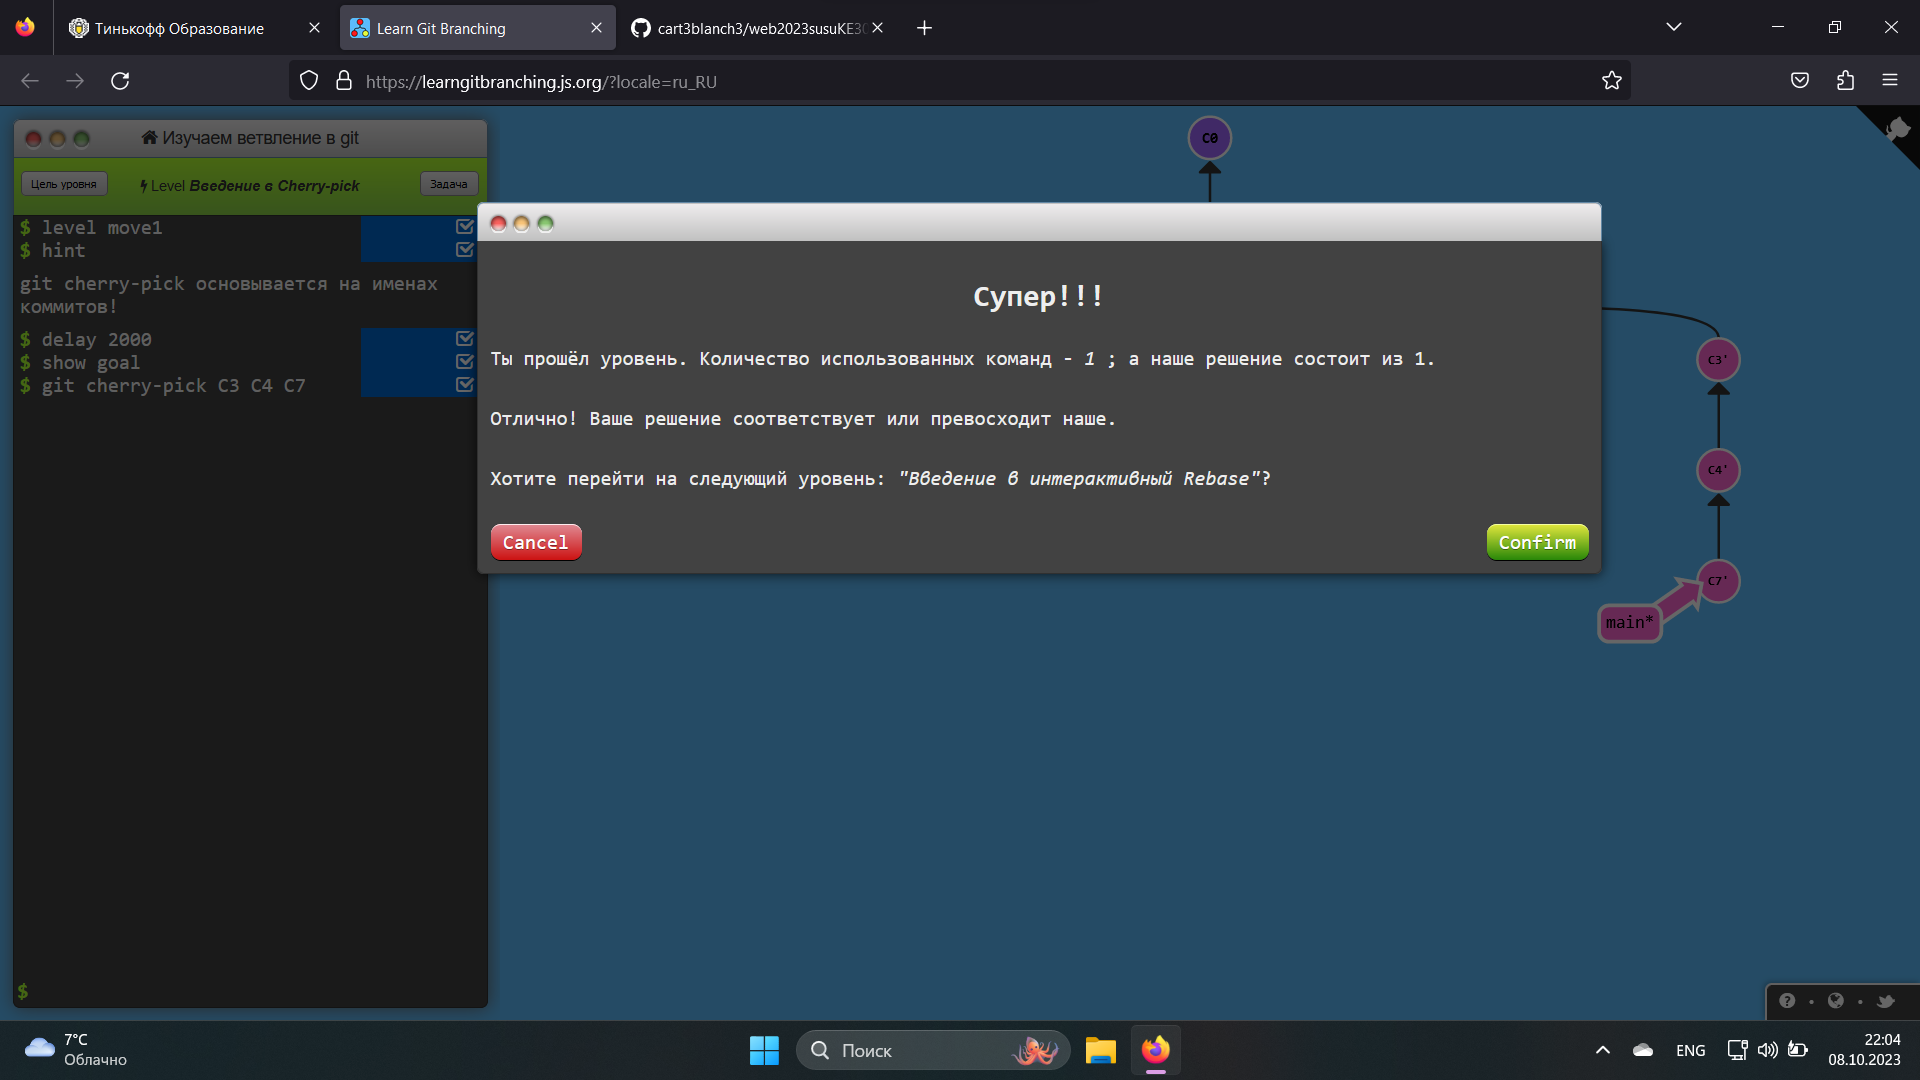 Тинькофф Образование
Learn Git Branching
cart3blanch3/web2023susuKE3
https://learngitbranching.js.org/?locale=ru_RU
Изучаем ветвление в git
Цель уровня
Level Введение в Cherry-pick
Задача
$ level move1
$ hint
git cherry-pick основывается на именах
коммитов!
$ delay 2000
$ show goal
$ git cherry-pick C3 C4 C7
$
C0
Супер!!!
Ты прошёл уровень. Количество использованных команд - 1 ; а наше решение состоит из 1.
Отлично! Ваше решение соответствует или превосходит наше.
Хотите перейти на следующий уровень: "Введение в интерактивный Rebase"?
Cancel
Confirm
C3'
C4'
C7'
main*
7°C
Облачно
Поиск
ENG
22:04
08.10.2023